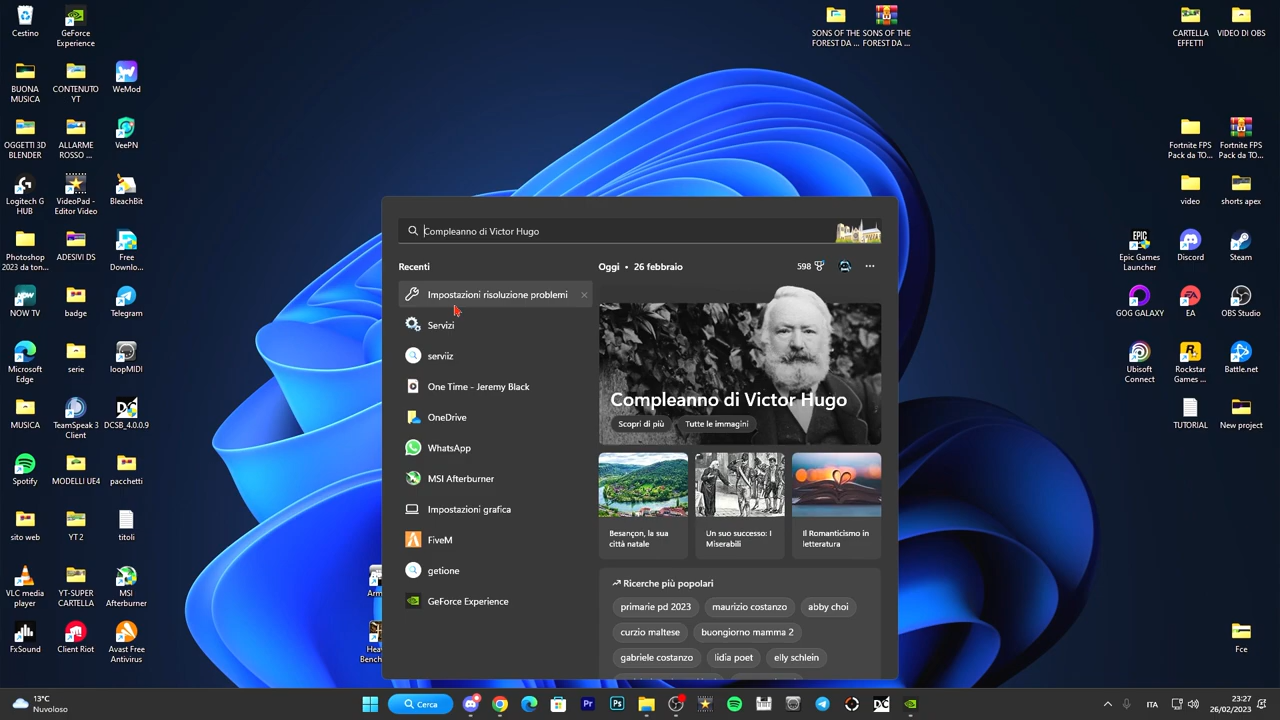 Cestino
GeForce
Experience
SONS OF THE
FOREST DA ...
SONS OF THE
FOREST DA ...
CARTELLA
EFFETTI
VIDEO DI OBS
BUONA
MUSICA
CONTENUTO
YT
WeMod
OGGETTI 3D
BLENDER
ALLARME
ROSSO ...
VeePN
Fortnite FPS
Pack da TO...
Fortnite FPS
Pack da TO...
Logitech G
HUB
VideoPad -
Editor Video
BleachBit
video
shorts apex
Photoshop
2023 da ton...
ADESIVI DS
Free
Downlo...
Epic Games
Launcher
Discord
Steam
NOW TV
badge
Telegram
GOG GALAXY
EA
OBS Studio
Microsoft
Edge
serie
loopMIDI
Ubisoft
Connect
Rockstar
Games ...
Battle.net
MUSICA
TeamSpeak 3
Client
DCSB_4.0.0.9
TUTORIAL
New project
Spotify
MODELLI UE4
pacchetti
sito web
YT 2
titoli
VLC media
player
YT-SUPER
CARTELLA
MSI
Afterburner
FxSound
Client Riot
Avast Free
Antivirus
Fce
Compleanno di Victor Hugo
Recenti
Impostazioni risoluzione problemi
Servizi
serviiz
One Time - Jeremy Black
OneDrive
WhatsApp
MSI Afterburner
Impostazioni grafica
FiveM
getione
GeForce Experience
Oggi • 26 febbraio
598
Compleanno di Victor Hugo
Scopri di più
Tutte le immagini
Besançon, la sua
città natale
Un suo successo: I
Miserabili
Il Romanticismo in
letteratura
Ricerche più popolari
primarie pd 2023
maurizio costanzo
abby choi
curzio maltese
buongiorno mamma 2
gabriele costanzo
lidia poet
elly schlein
13°C
Nuvoloso
Cerca
ITA
23:27
26/02/2023